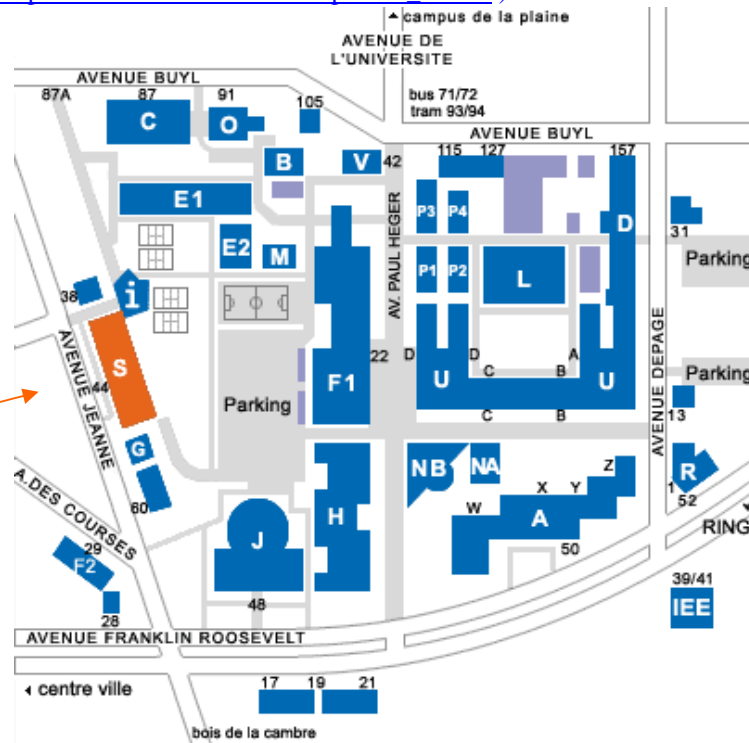 campus de la plaine
AVENUE DE
L'UNIVERSITE
AVENUE BUYL
bus 71/72
tram 93/94
87A
87
91
105
AVENUE BUYL
C
O
B
V
42
115
127
157
E1
P3
P4
D
31
E2
M
AV. PAUL HEGER
P1
P2
L
Parking
38
i
S
44
AVENUE JEANNE
Parking
F1
22
D
D
C
B
A
U
U
C
B
AVENUE DEPAGE
Parking
13
G
60
NB
NA
Z
X
Y
W
A
50
R
1
52
RING
A.DES COURSES
29
F2
28
J
H
48
39/41
IEE
AVENUE FRANKLIN ROOSEVELT
centre ville
17
19
21
bois de la cambre